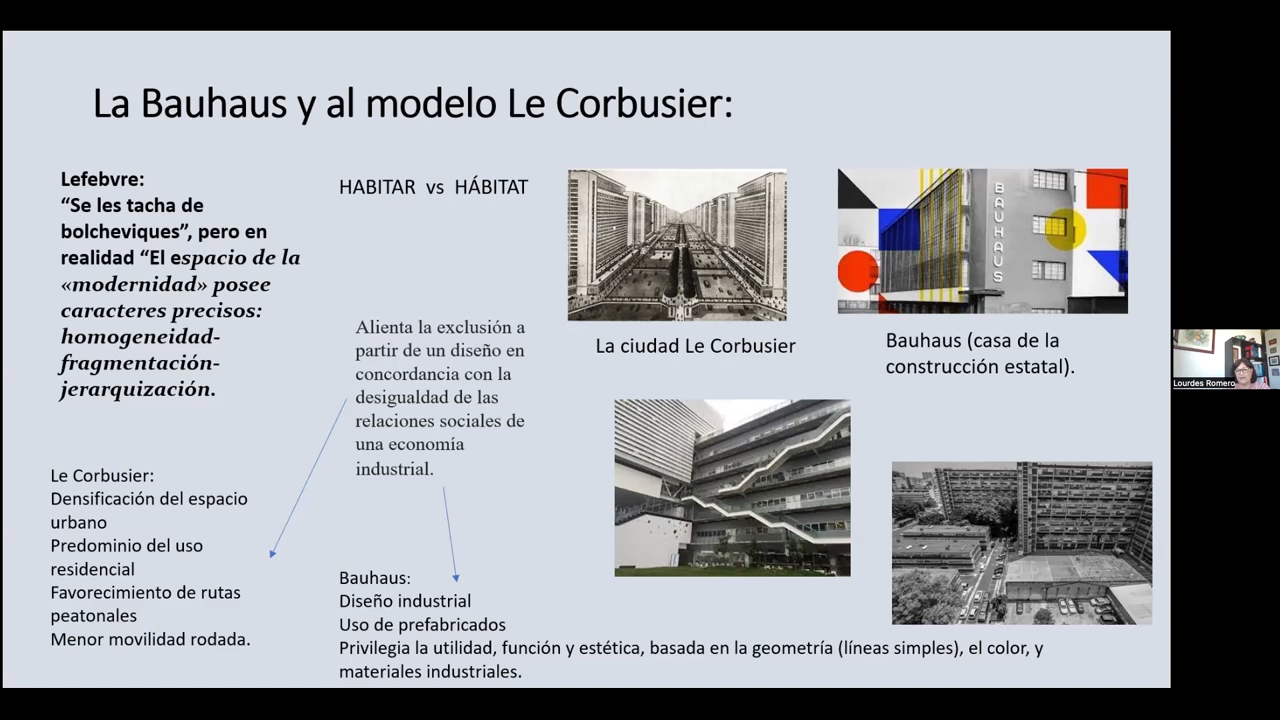 La Bauhaus y al modelo Le Corbusier:
Lefebvre:
“Se les tacha de
bolcheviques”, pero en
realidad “El espacio de la
«modernidad» posee
caracteres precisos:
homogeneidad-
fragmentación-
jerarquización.
HABITAR vs HÁBITAT
Alienta la exclusión a
partir de un diseño en
concordancia con la
desigualdad de las
relaciones sociales de
una economía
industrial.
La ciudad Le Corbusier
BAUHAUS
Bauhaus (casa de la
construcción estatal).
Le Corbusier:
Densificación del espacio
urbano
Predominio del uso
residencial
Favorecimiento de rutas
peatonales
Menor movilidad rodada.
Bauhaus:
Diseño industrial
Uso de prefabricados
Privilegia la utilidad, función y estética, basada en la geometría (líneas simples), el color, y
materiales industriales.
Lourdes Romero